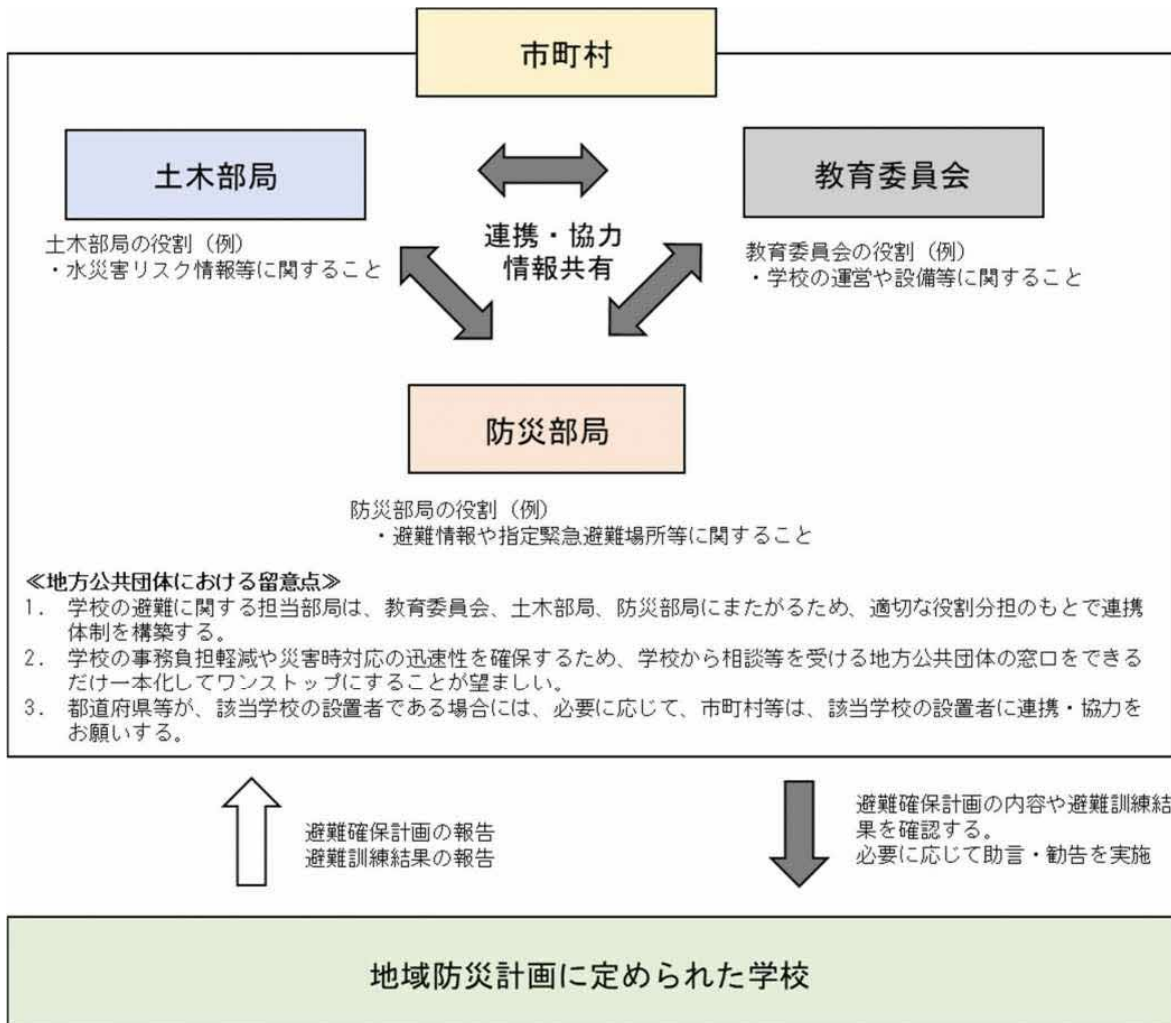 市町村
土木部局
教育委員会
土木部局の役割（例）
・水災害リスク情報等に関すること
連携・協力
情報共有
教育委員会の役割（例）
・学校の運営や設備等に関すること
防災部局
防災部局の役割（例）
・避難情報や指定緊急避難場所等に関すること
≪地方公共団体における留意点≫
1. 学校の避難に関する担当部局は、教育委員会、土木部局、防災部局にまたがるため、適切な役割分担のもとで連携
体制を構築する。
2. 学校の事務負担軽減や災害時対応の迅速性を確保するため、学校から相談等を受ける地方公共団体の窓口をできる
だけ一本化してワンストップにすることが望ましい。
3. 都道府県等が、該当学校の設置者である場合には、必要に応じて、市町村等は、該当学校の設置者に連携・協力を
お願いする。
避難確保計画の報告
避難訓練結果の報告
避難確保計画の内容や避難訓練結
果を確認する。
必要に応じて助言・勧告を実施
地域防災計画に定められた学校